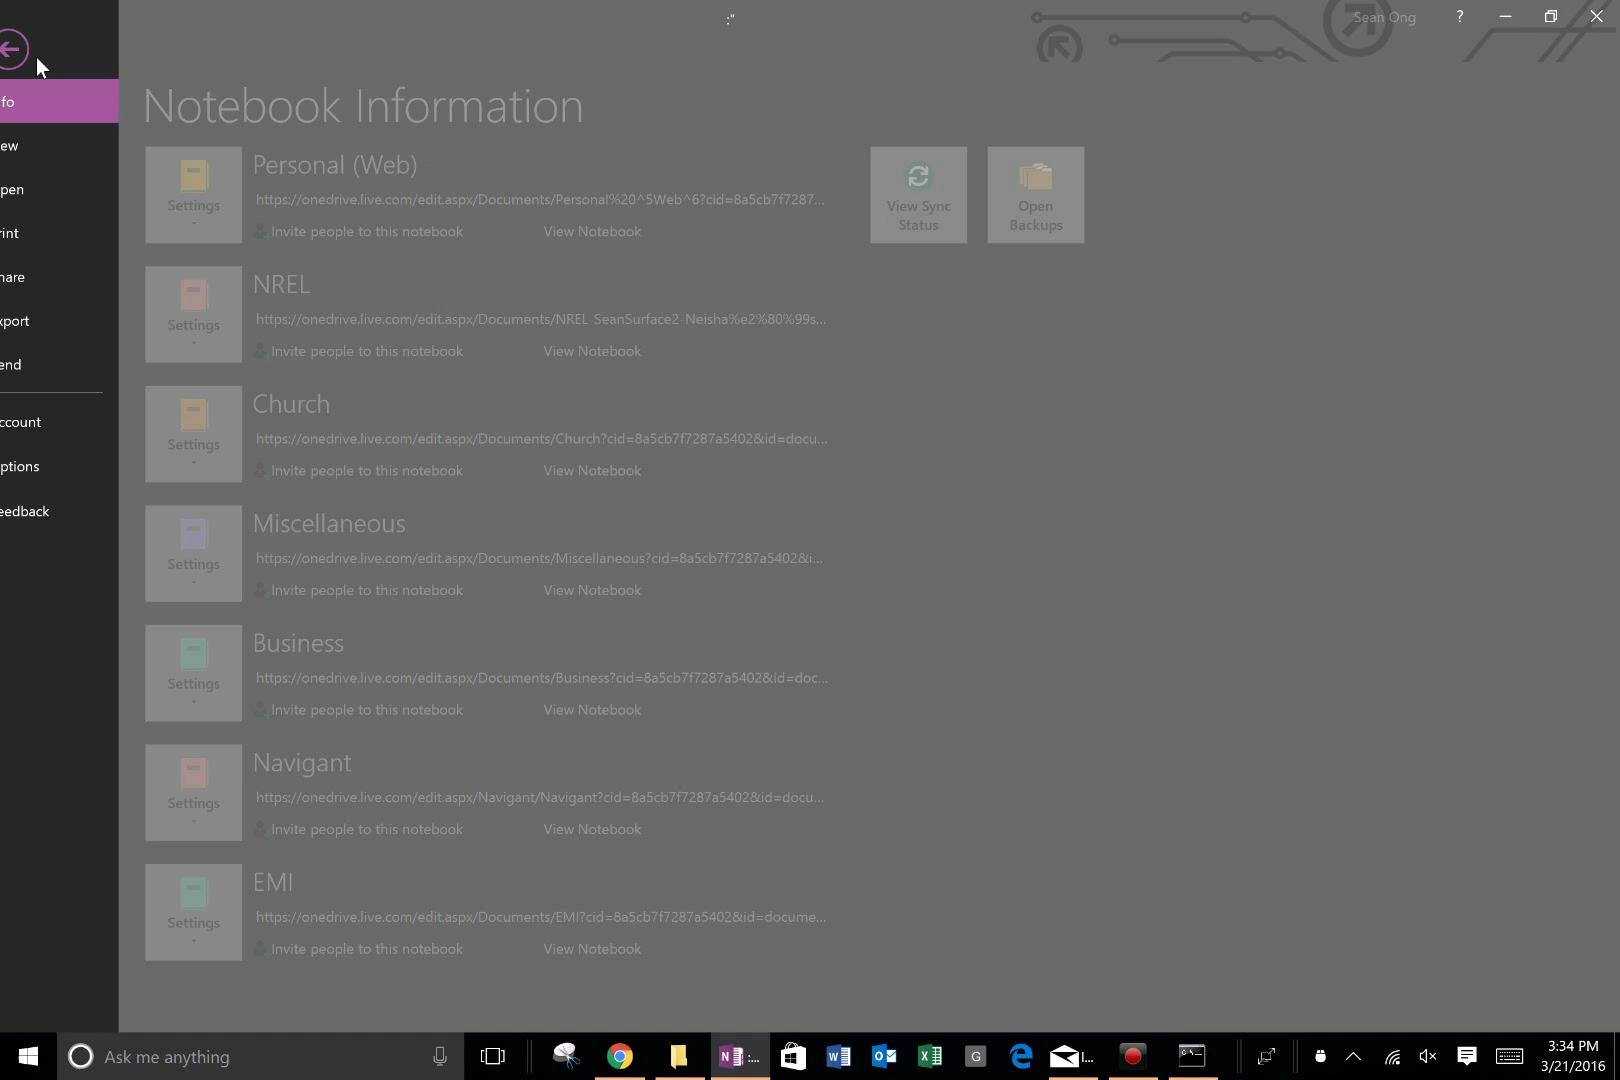 :"
Sean Ong
?
fo
ew
pen
rint
hare
xport
end
ccount
ptions
eedback
Notebook Information
Settings
Personal (Web)
https://onedrive.live.com/edit.aspx/Documents/Personal%20^5Web^6?cid=8a5cb7f7287...
Invite people to this notebook
View Notebook
View Sync
Status
Open
Backups
Settings
NREL
https://onedrive.live.com/edit.aspx/Documents/NREL-SeanSurface2-Neisha%e2%80%99s...
Invite people to this notebook
View Notebook
Settings
Church
https://onedrive.live.com/edit.aspx/Documents/Church?cid=8a5cb7f7287a5402&id=docu...
Invite people to this notebook
View Notebook
Settings
Miscellaneous
https://onedrive.live.com/edit.aspx/Documents/Miscellaneous?cid=8a5cb7f7287a5402&i...
Invite people to this notebook
View Notebook
Settings
Business
https://onedrive.live.com/edit.aspx/Documents/Business?cid=8a5cb7f7287a5402&id=doc...
Invite people to this notebook
View Notebook
Settings
Navigant
https://onedrive.live.com/edit.aspx/Navigant/Navigant?cid=8a5cb7f7287a5402&id=docu...
Invite people to this notebook
View Notebook
Settings
EMI
https://onedrive.live.com/edit.aspx/Documents/EMI?cid=8a5cb7f7287a5402&id=docume...
Invite people to this notebook
View Notebook
Ask me anything
N
:...
W
O
X
G
I...
3:34 PM
3/21/2016